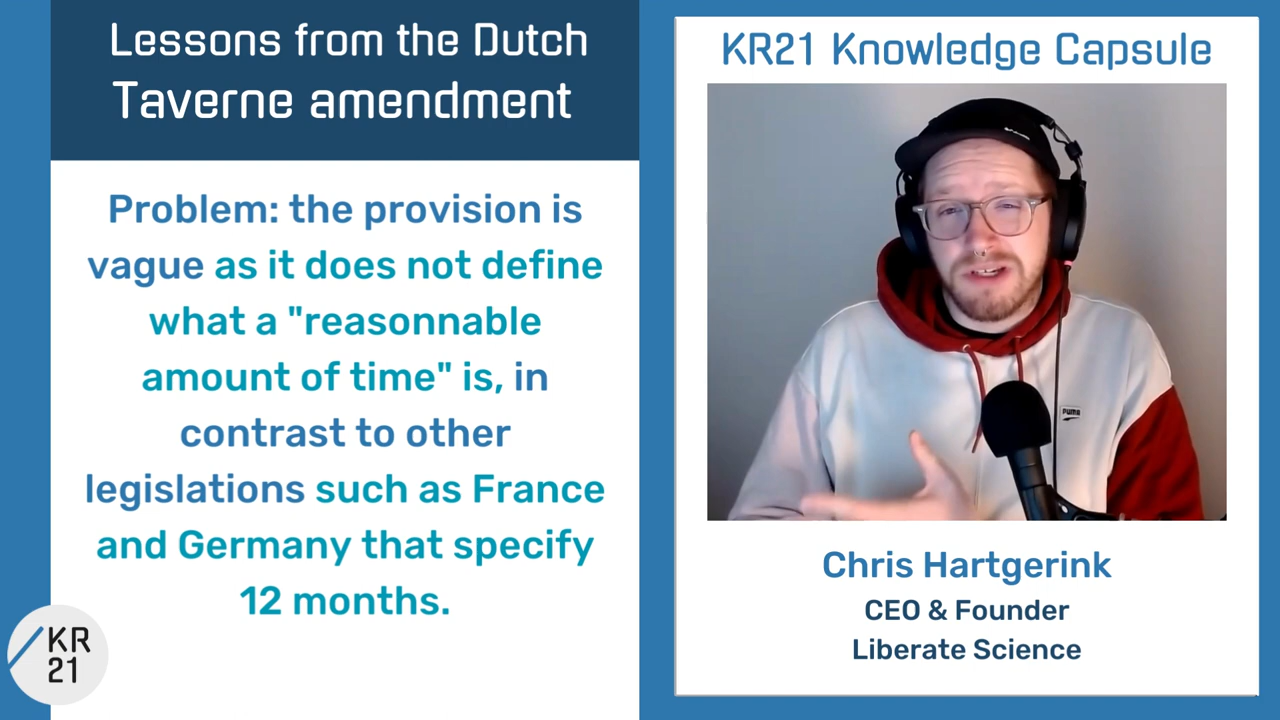 Lessons from the Dutch
Taverne amendment
Problem: the provision is
vague as it does not define
what a "reasonnable
amount of time" is, in
contrast to other
legislations such as France
and Germany that specify
12 months.
KR
21
KR21 Knowledge Capsule
PUMA
Chris Hartgerink
CEO & Founder
Liberate Science